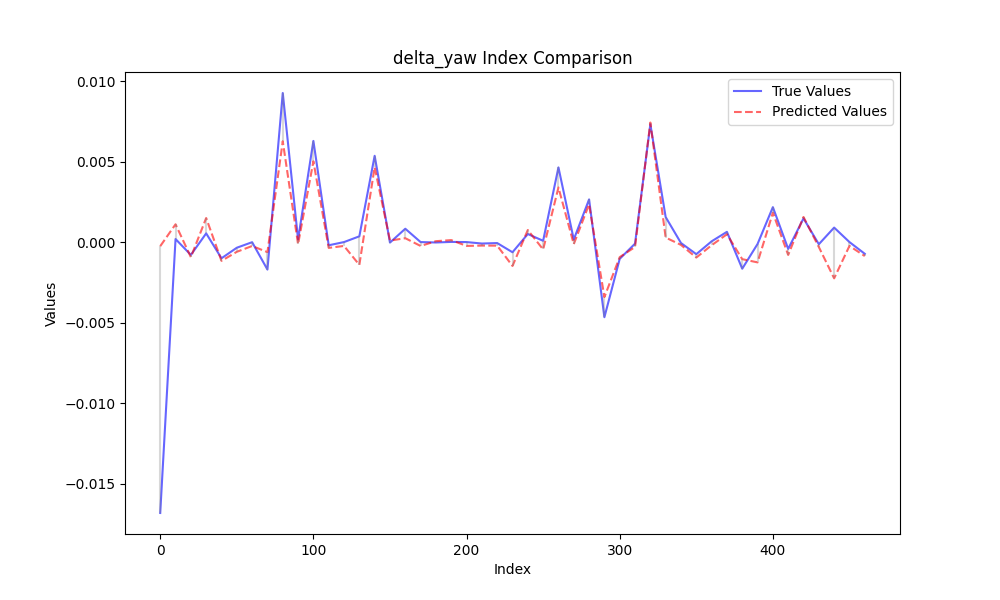 delta_yaw Index Comparison
True Values
Predicted Values
Values
0.010
0.005
0.000
−0.005
−0.010
−0.015
0
100
200
300
400
Index